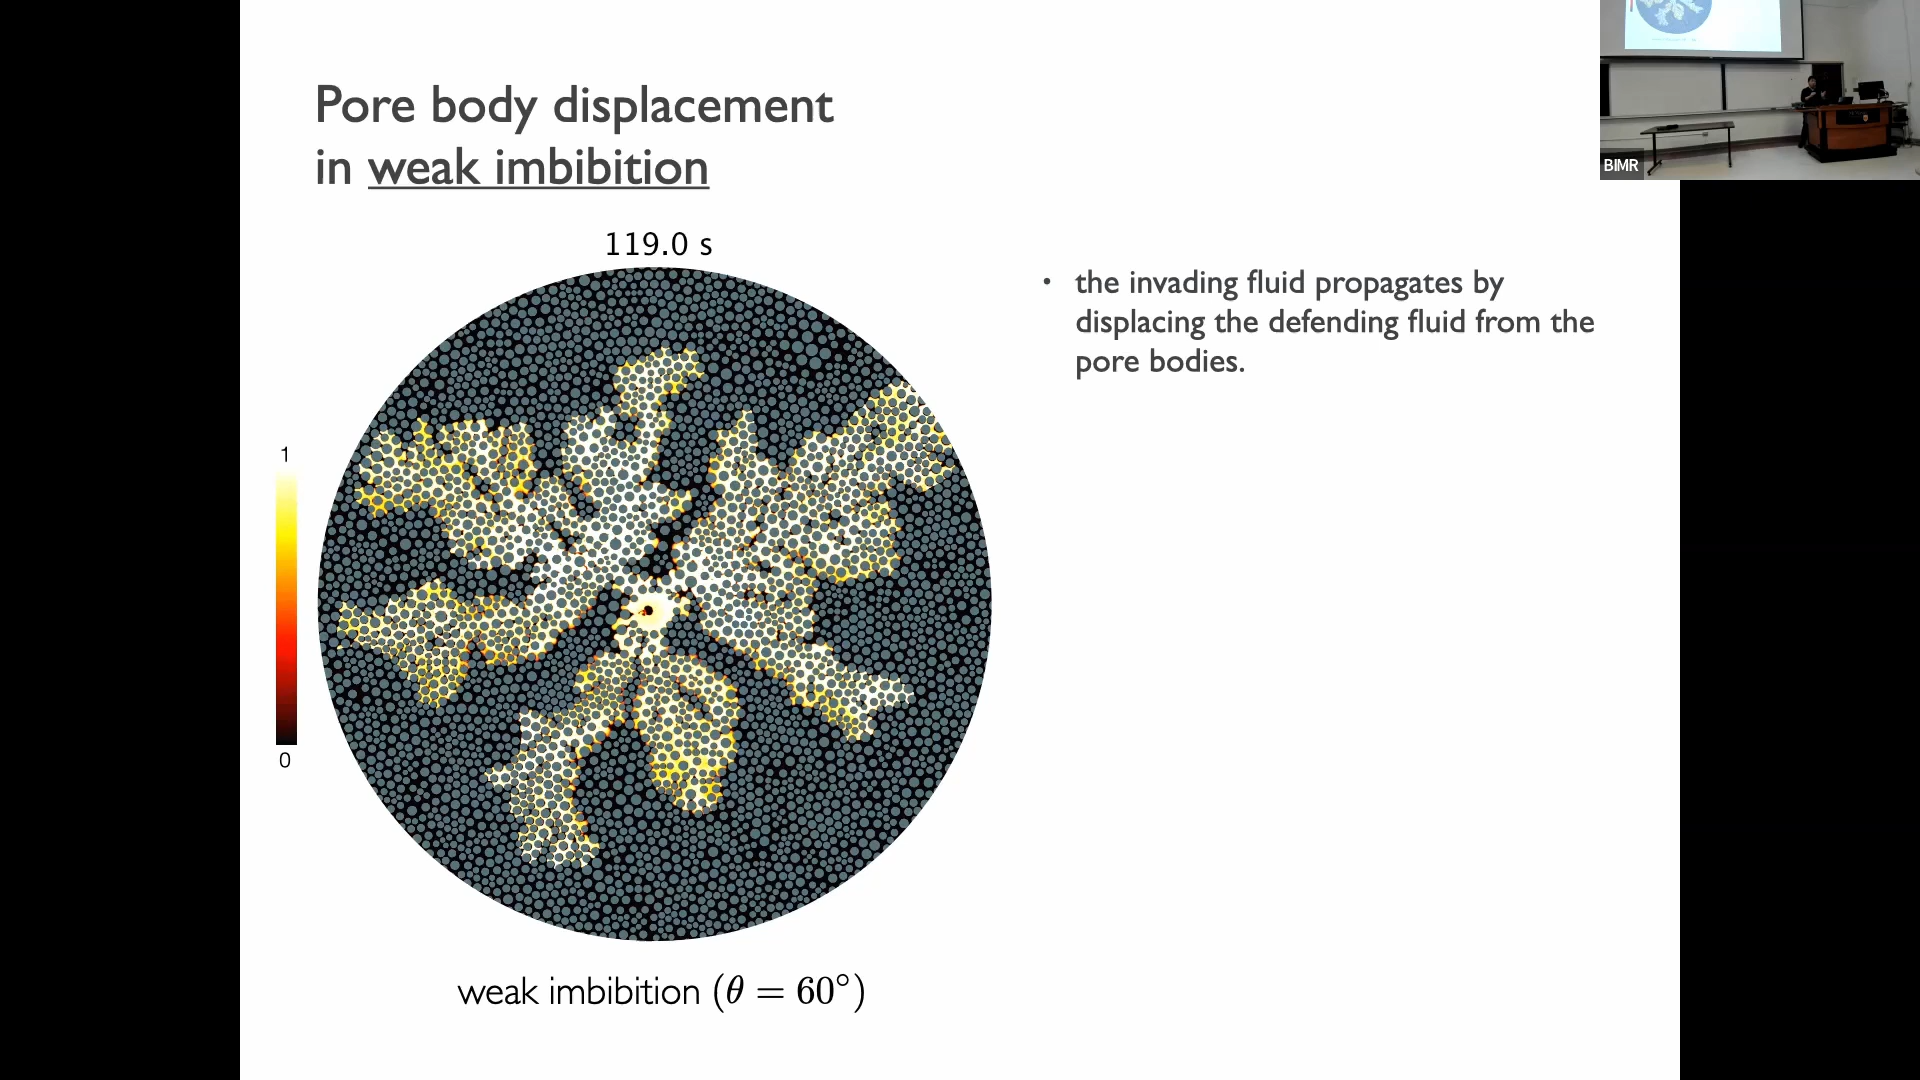 Pore body displacement
in weak imbibition
119.0 s
• the invading fluid propagates by
displacing the defending fluid from the
pore bodies.
1
0
weak imbibition (θ = 60°)
BIMR